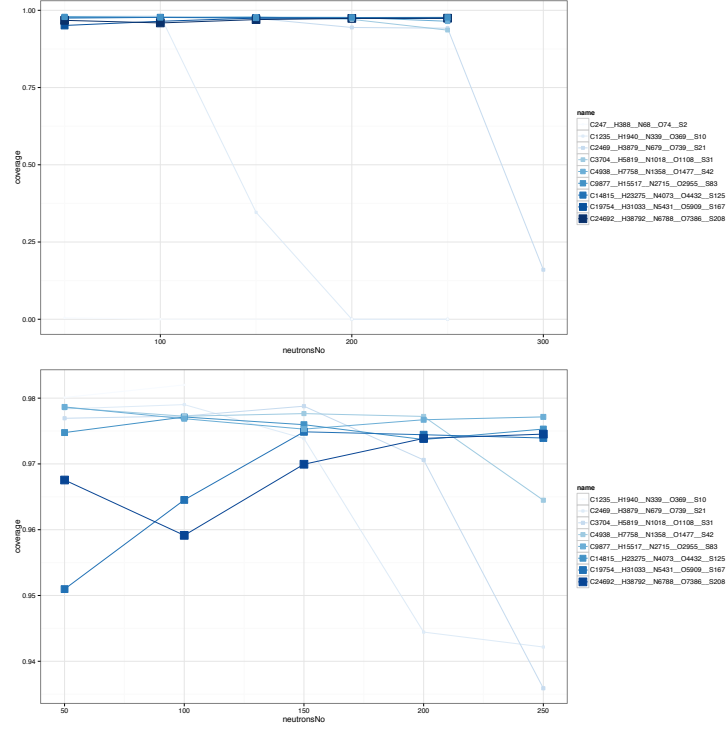 1.00
0.75
0.50
0.25
0.00
coverage
100
200
300
neutronsNo
name
C247__H388__N68__O74__S2
C1235__H1940__N339__O369__S10
C2469__H3879__N679__O739__S21
C3704__H5819__N1018__O1108__S31
C4938__H7758__N1358__O1477__S42
C9877__H15517__N2715__O2955__S83
C14815__H23275__N4073__O4432__S125
C19754__H31033__N5431__O5909__S167
C24692__H38792__N6788__O7386__S208
0.98
0.97
0.96
0.95
0.94
coverage
50
100
150
200
250
neutronsNo
name
C1235__H1940__N339__O369__S10
C2469__H3879__N679__O739__S21
C3704__H5819__N1018__O1108__S31
C4938__H7758__N1358__O1477__S42
C9877__H15517__N2715__O2955__S83
C14815__H23275__N4073__O4432__S125
C19754__H31033__N5431__O5909__S167
C24692__H38792__N6788__O7386__S208